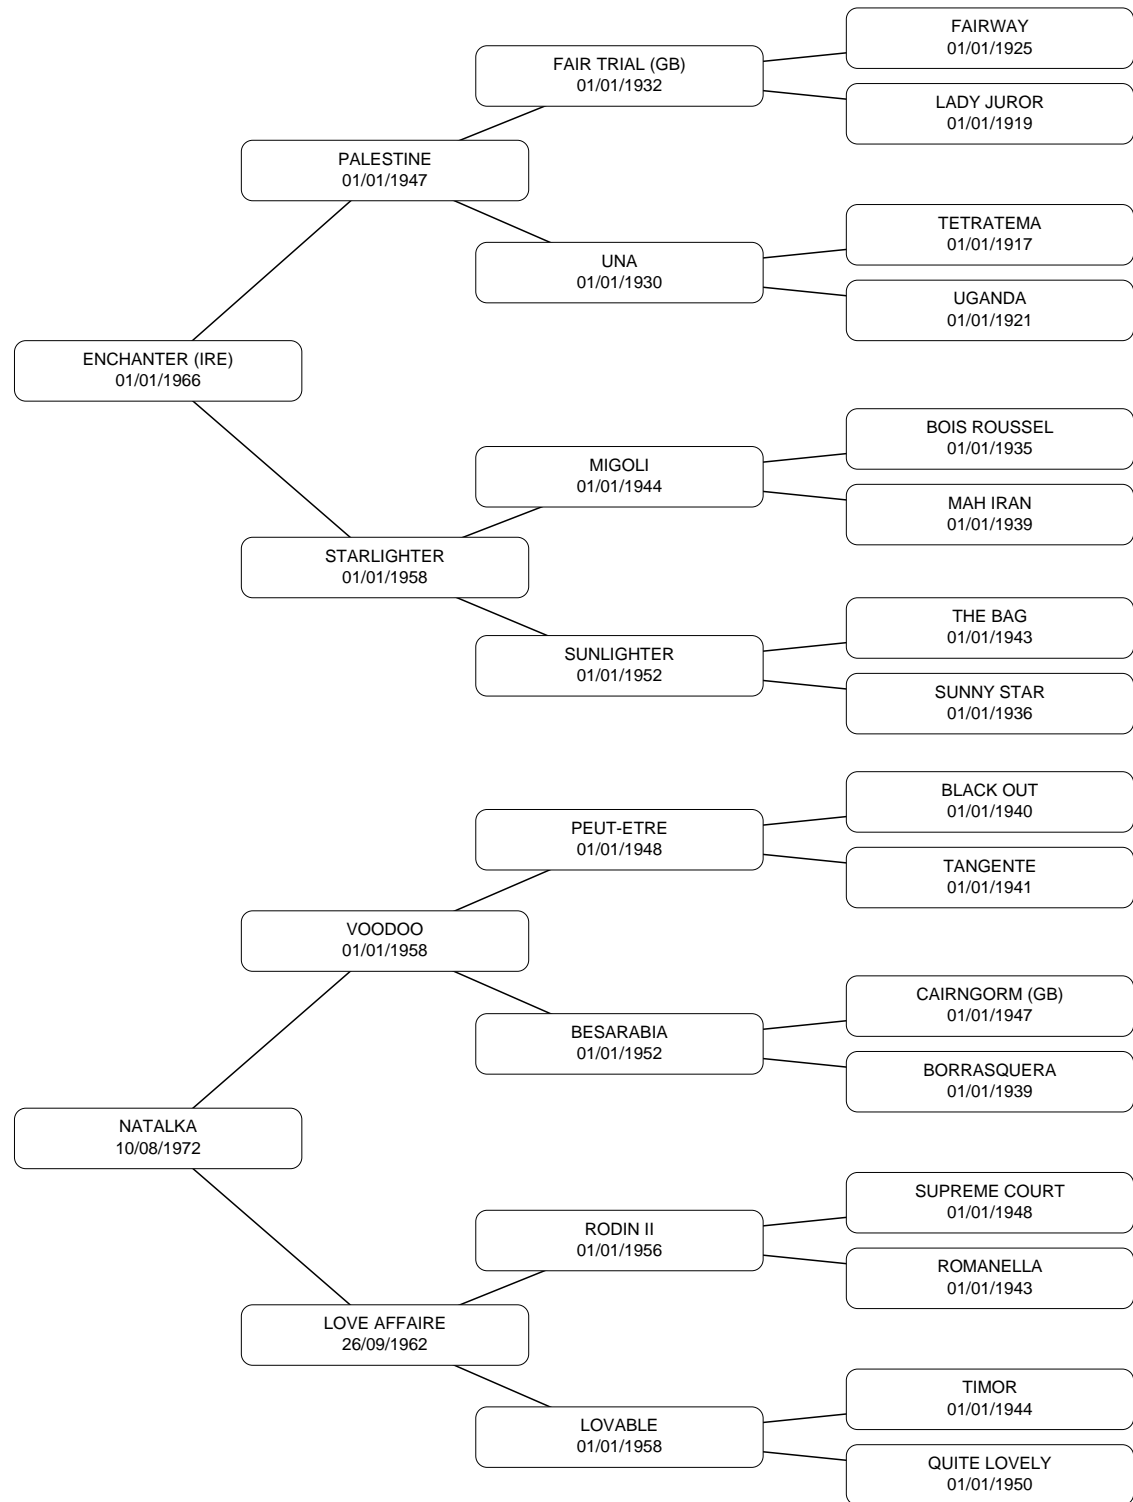 FAIRWAY
01/01/1925
FAIR TRIAL (GB)
01/01/1932
LADY JUROR
01/01/1919
PALESTINE
01/01/1947
TETRATEMA
01/01/1917
UNA
01/01/1930
UGANDA
01/01/1921
ENCHANTER (IRE)
01/01/1966
BOIS ROUSSEL
01/01/1935
MIGOLI
01/01/1944
MAH IRAN
01/01/1939
STARLIGHTER
01/01/1958
THE BAG
01/01/1943
SUNLIGHTER
01/01/1952
SUNNY STAR
01/01/1936
BLACK OUT
01/01/1940
PEUT-ETRE
01/01/1948
TANGENTE
01/01/1941
VOODOO
01/01/1958
CAIRNGORM (GB)
01/01/1947
BESARABIA
01/01/1952
BORRASQUERA
01/01/1939
NATALKA
10/08/1972
SUPREME COURT
01/01/1948
RODIN II
01/01/1956
ROMANELLA
01/01/1943
LOVE AFFAIRE
26/09/1962
TIMOR
01/01/1944
LOVABLE
01/01/1958
QUITE LOVELY
01/01/1950